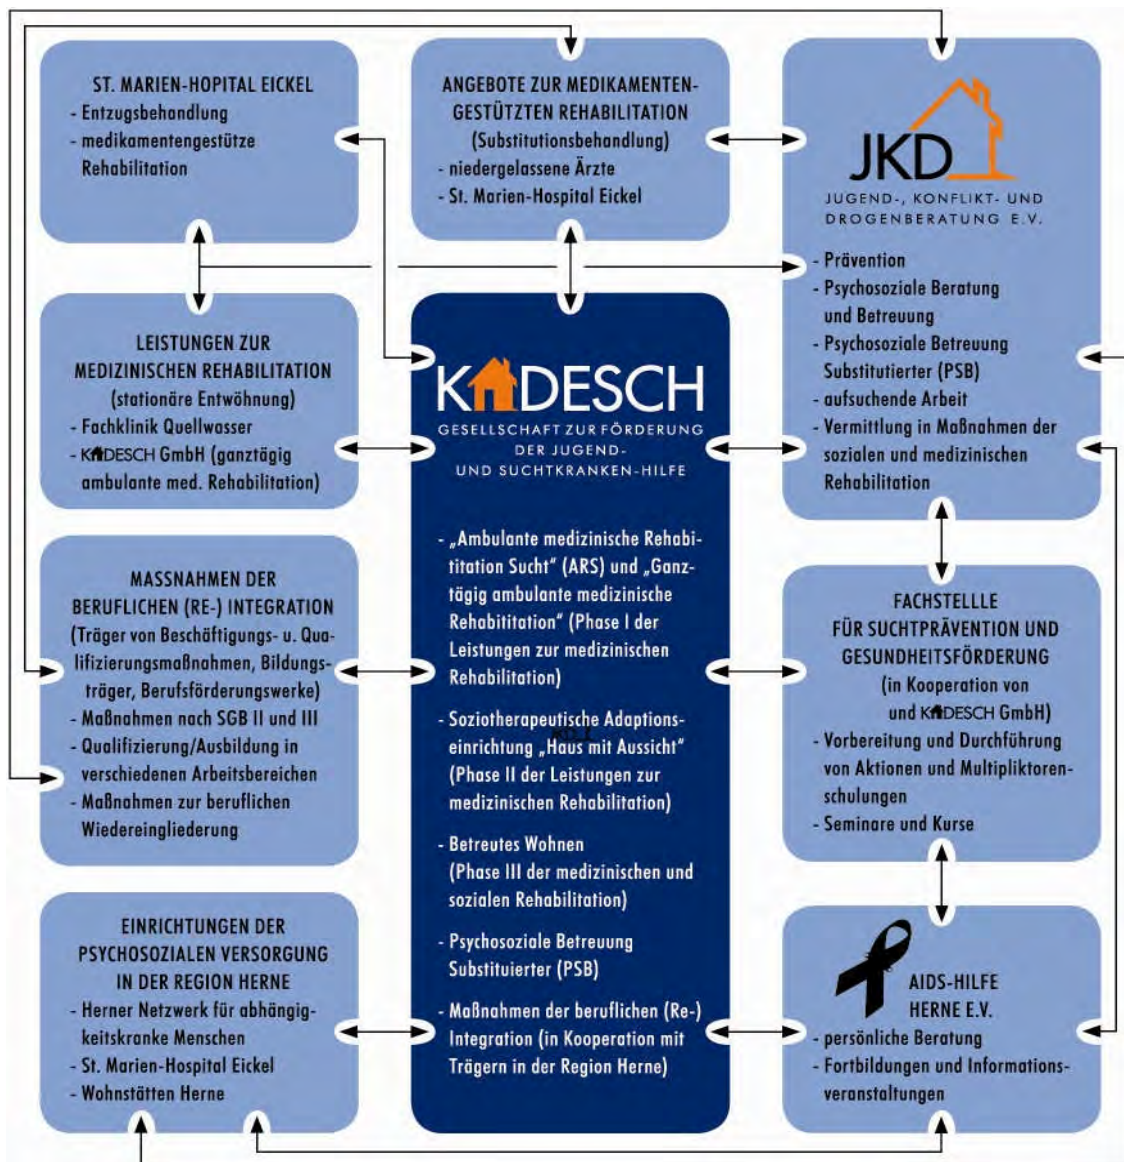 ST. MARIEN-HOPITAL EICKEL
- Entzugsbehandlung
- medikamentengestütze
Rehabilitation
ANGEBOTE ZUR MEDIKAMENTEN-
GESTÜTZTEN REHABILITATION
(Substitutionsbehandlung)
- niedergelassene Ärzte
- St. Marien-Hospital Eickel
JKD
JUGEND-, KONFLIKT- UND
DROGENBERATUNG E.V.
- Prävention
- Psychosoziale Beratung
und Betreuung
- Psychosoziale Betreuung
Substitutierter (PSB)
- aufsuchende Arbeit
- Vermittlung in Maßnahmen der
sozialen und medizinischen
Rehabilitation
LEISTUNGEN ZUR
MEDIZINISCHEN REHABILITATION
(stationäre Entwöhnung)
- Fachklinik Quellwasser
- KADESCH GmbH (ganztägig
ambulante med. Rehabilitation)
KADESCH
GESELLSCHAFT ZUR FÖRDERUNG
DER JUGEND-
UND SUCHTKRANKEN-HILFE
- „Ambulante medizinische Rehabi-
titation Sucht“ (ARS) und „Ganz-
tägig ambulante medizinische
Rehabititation“ (Phase I der
Leistungen zur medizinischen
Rehabilitation)
- Soziotherapeutische Adaptions-
einrichtung „Haus mit Aussicht“
JKD
(Phase II der Leistungen zur
medizinischen Rehabilitation)
- Betreutes Wohnen
(Phase III der medizinischen und
sozialen Rehabilitation)
- Psychosoziale Betreuung
Substituierter (PSB)
- Maßnahmen der beruflichen (Re-)
Integration (in Kooperation mit
Trägern in der Region Herne)
MASSNAHMEN DER
BERUFLICHEN (RE-) INTEGRATION
(Träger von Beschäftigungs- u. Qua-
lifizierungsmaßnahmen, Bildungs-
träger, Berufsförderungswerke)
- Maßnahmen nach SGB II und III
- Qualifizierung/Ausbildung in
verschiedenen Arbeitsbereichen
- Maßnahmen zur beruflichen
Wiedereingliederung
FACHSTELLLE
FÜR SUCHTPRÄVENTION UND
GESUNDHEITSFÖRDERUNG
(in Kooperation von
und KADESCH GmbH)
- Vorbereitung und Durchführung
von Aktionen und Multipliktoren-
schulungen
- Seminare und Kurse
EINRICHTUNGEN DER
PSYCHOSOZIALEN VERSORGUNG
IN DER REGION HERNE
- Herner Netzwerk für abhängig-
keitskranke Menschen
- St. Marien-Hospital Eickel
- Wohnstätten Herne
AIDS-HILFE
HERNE E.V.
- persönliche Beratung
- Fortbildungen und Informations-
veranstaltungen